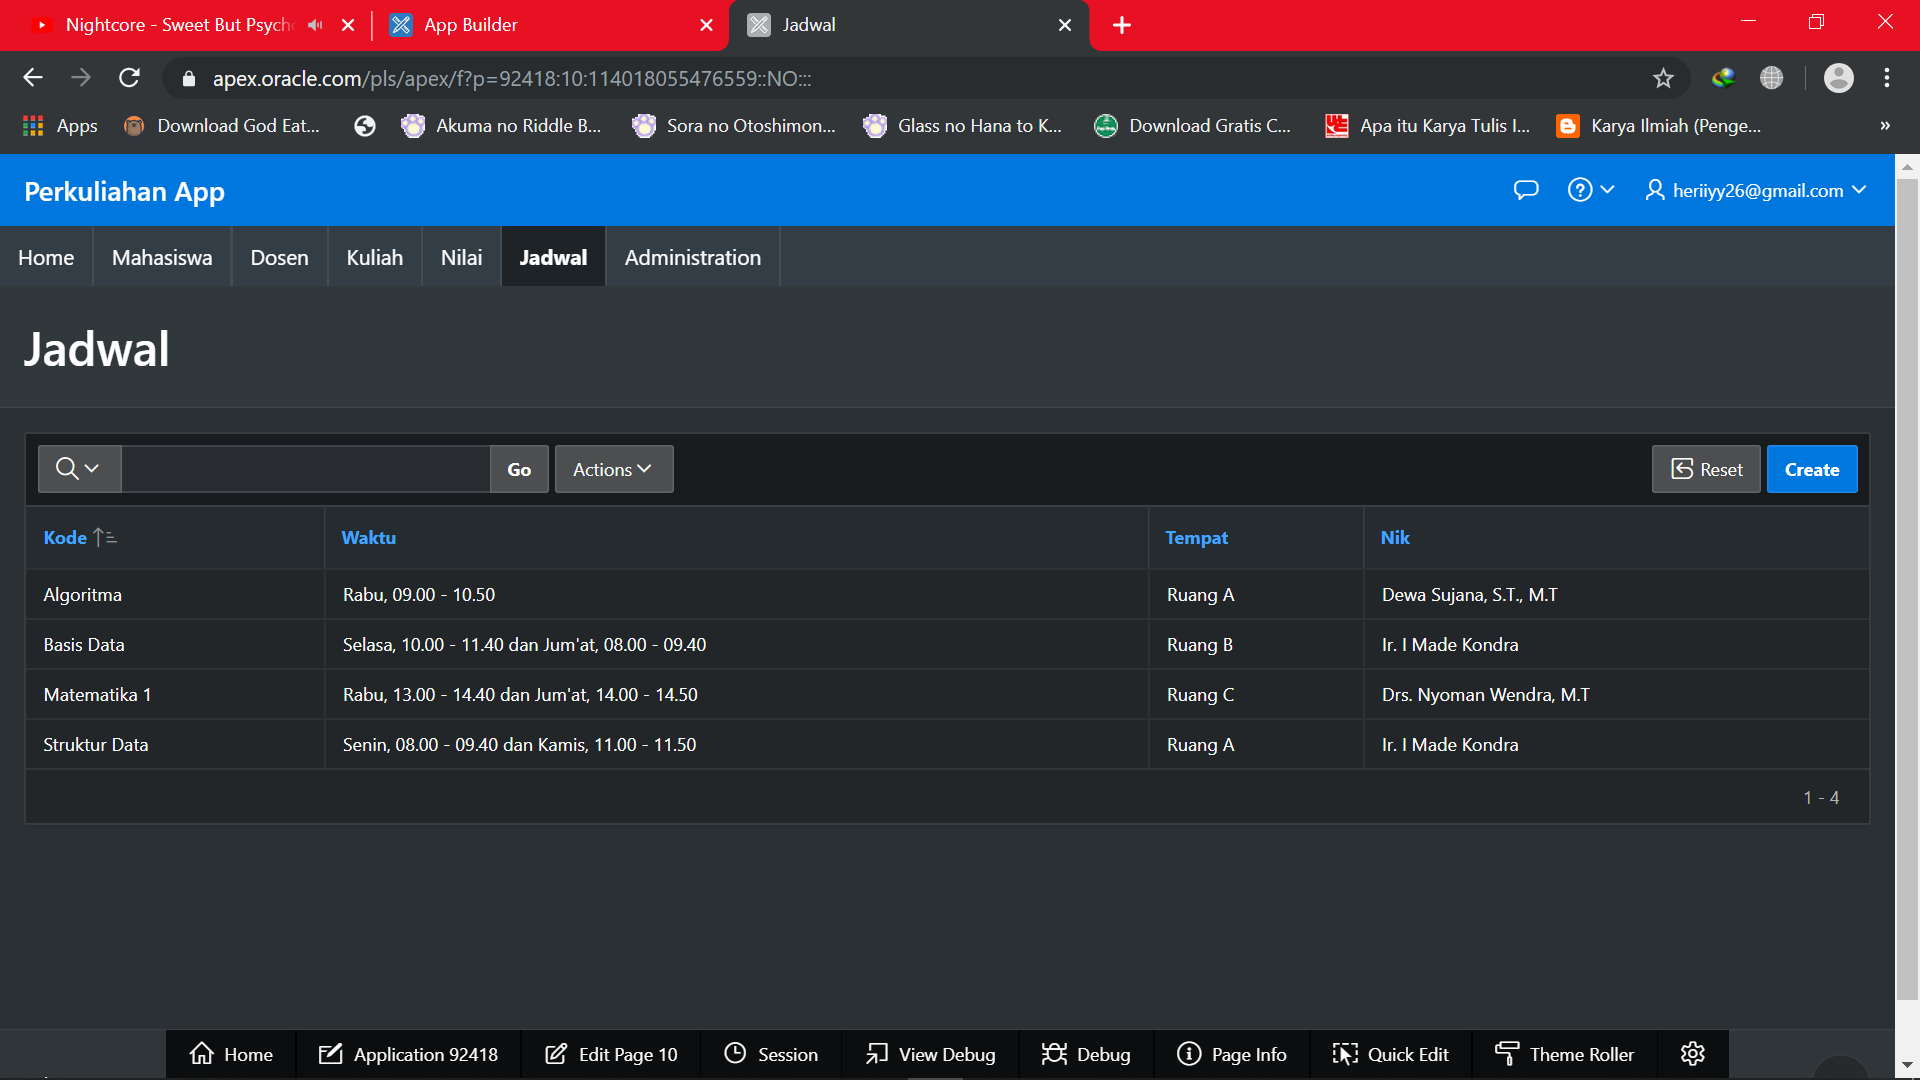 Nightcore - Sweet But Psych
App Builder
Jadwal
apex.oracle.com/pls/apex/f?p=92418:10:114018055476559::NO:::
Apps
Download God Eat...
Akuma no Riddle B...
Sora no Otoshimon...
Glass no Hana to K...
Download Gratis C...
Apa itu Karya Tulis I...
Karya Ilmiah (Penge...
»
Perkuliahan App
heriiyy26@gmail.com
Home
Mahasiswa
Dosen
Kuliah
Nilai
Jadwal
Administration
Jadwal
Go
Actions
Reset
Create
Kode Waktu Tempat Nik
Algoritma Rabu, 09.00 - 10.50 Ruang A Dewa Sujana, S.T., M.T
Basis Data Selasa, 10.00 - 11.40 dan Jum'at, 08.00 - 09.40 Ruang B Ir. I Made Kondra
Matematika 1 Rabu, 13.00 - 14.40 dan Jum'at, 14.00 - 14.50 Ruang C Drs. Nyoman Wendra, M.T
Struktur Data Senin, 08.00 - 09.40 dan Kamis, 11.00 - 11.50 Ruang A Ir. I Made Kondra
1 - 4
Home
Application 92418
Edit Page 10
Session
View Debug
Debug
Page Info
Quick Edit
Theme Roller